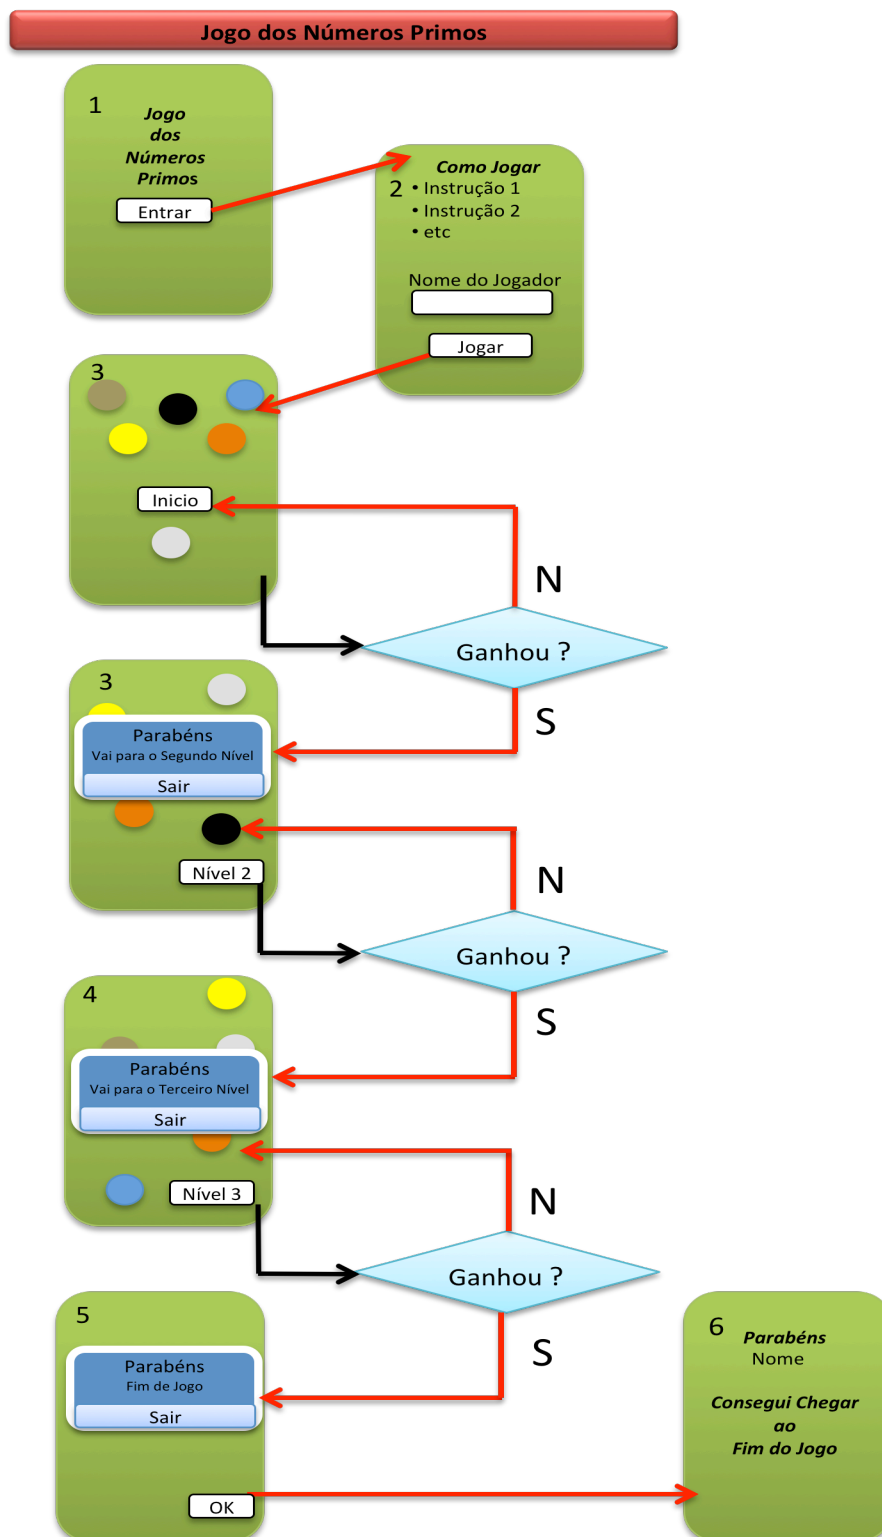 Jogo dos Números Primos
1
Jogo
dos
Números
Primos
Entrar
Como Jogar
2
• Instrução 1
• Instrução 2
• etc
Nome do Jogador
Jogar
3
Inicio
N
Ganhou ?
S
3
Parabéns
Vai para o Segundo Nível
Sair
Nível 2
N
Ganhou ?
S
4
Parabéns
Vai para o Terceiro Nível
Sair
Nível 3
N
Ganhou ?
S
5
Parabéns
Fim de Jogo
Sair
OK
6
Parabéns
Nome
Consegui Chegar
ao
Fim do Jogo